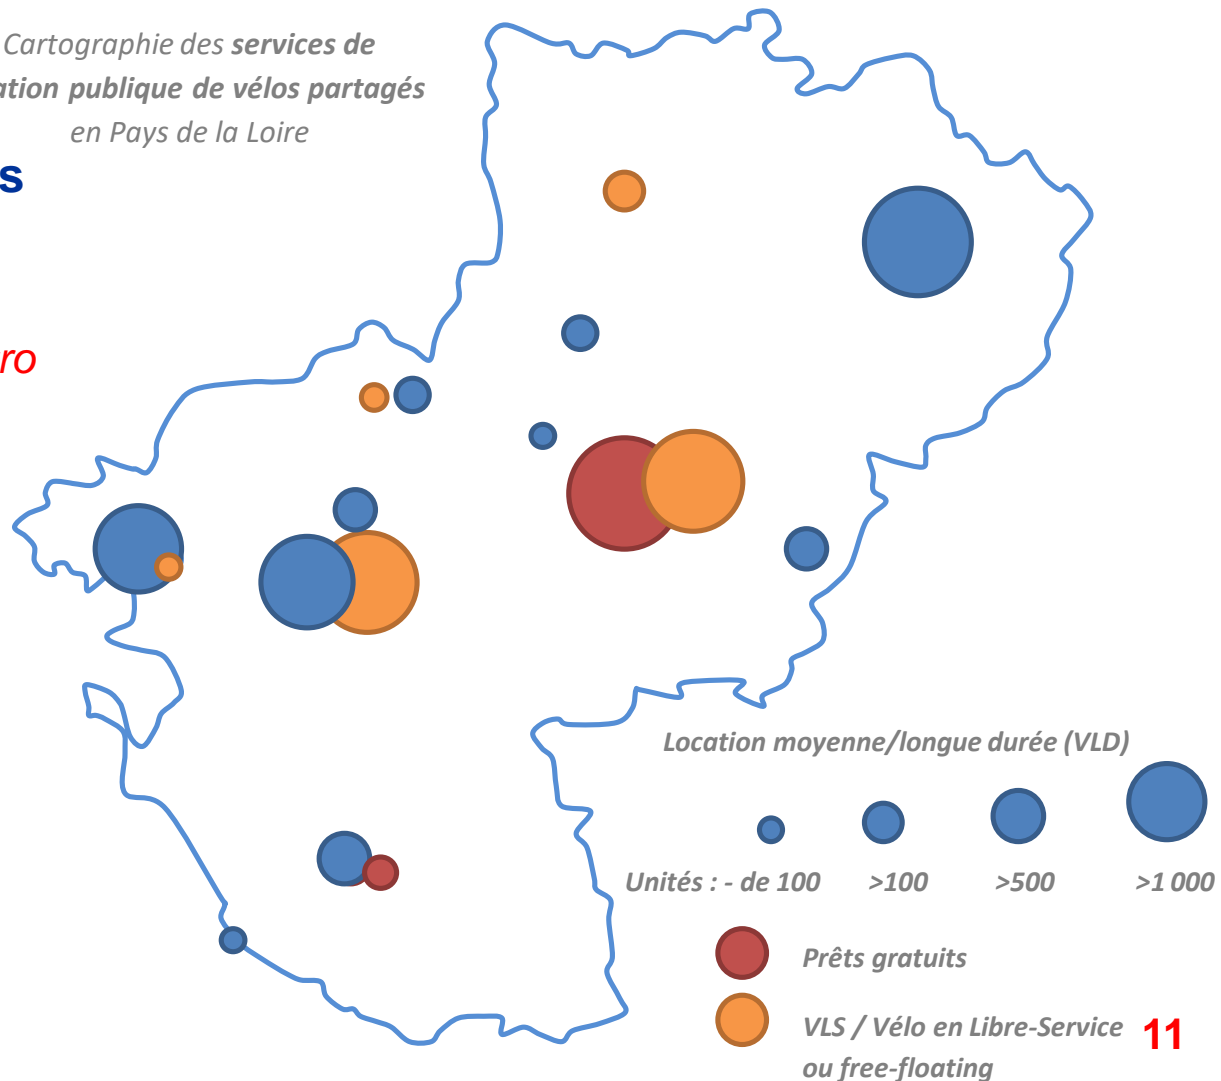 Cartographie des services de
ation publique de vélos partagés
en Pays de la Loire
s
ro
Location moyenne/longue durée (VLD)
Unités : - de 100 >100 >500 >1 000
Prêts gratuits
VLS / Vélo en Libre-Service
ou free-floating
11